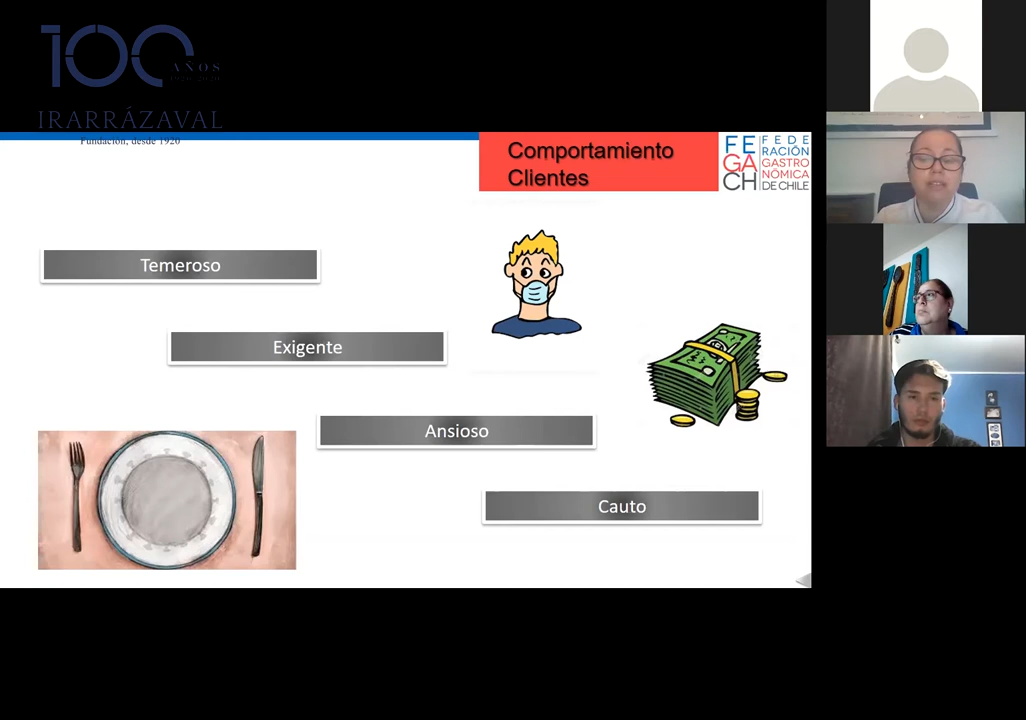 100
AÑOS
IRARRÁZAVAL
Fundación, desde 1920
Comportamiento
Clientes
FE
GA
CH
FEDE
RACIÓN
GASTRO
NÓMICA
DE CHILE
Temeroso
Exigente
Ansioso
Cauto